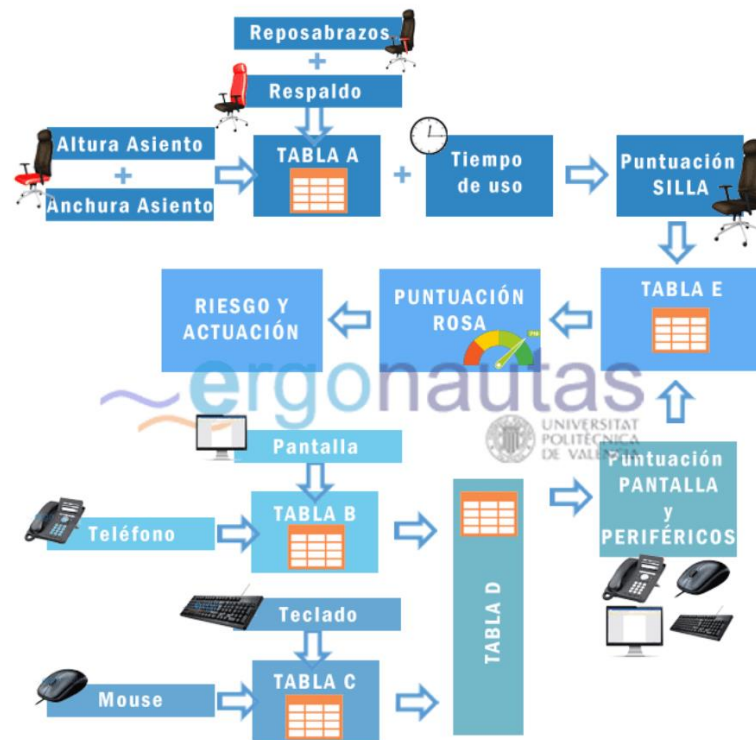 Reposabrazos
+
Respaldo
Altura Asiento
+
Anchura Asiento
TABLA A
+
Tiempo
de uso
Puntuación
SILLA
RIESGO Y
ACTUACIÓN
PUNTUACIÓN
ROSA
TABLA E
ergonautas
UNIVERSITAT
POLITÈCNICA
DE VALÈNCIA
Pantalla
Teléfono
TABLA B
Puntuación
PANTALLA
y
PERIFÉRICOS
TABLA D
Teclado
Mouse
TABLA C